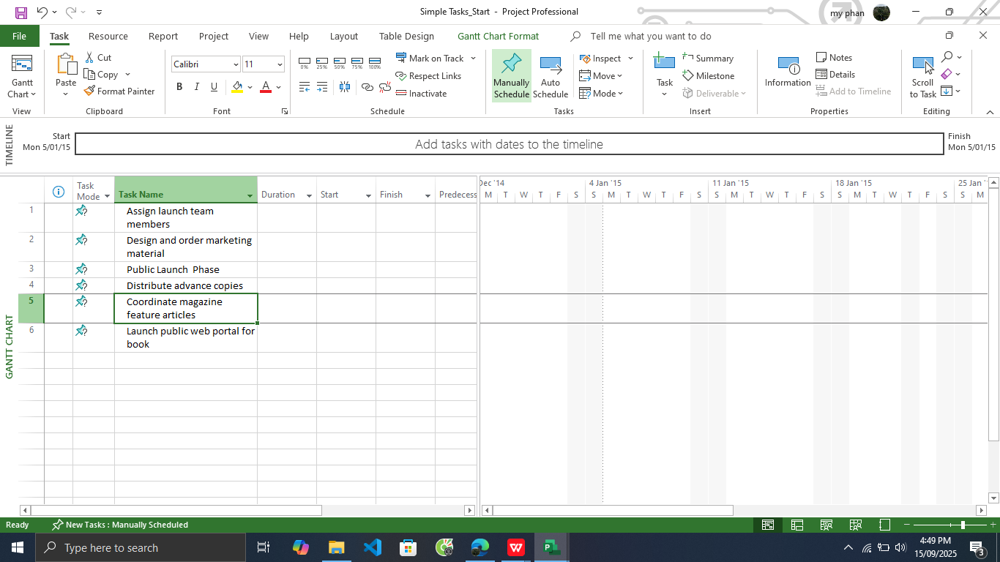 Simple Tasks_Start - Project Professional
my phan
File Task Resource Report Project View Help Layout Table Design Gantt Chart Format Tell me what you want to do
Gantt
Chart
View
Paste
Cut
Copy
Format Painter
Clipboard
Calibri 11
B I U A
Font
0% 25% 50% 75% 100%
Mark on Track
Respect Links
Inactivate
Schedule
Manually
Schedule
Auto
Schedule
Inspect
Move
Mode
Tasks
Task
Summary
Milestone
Deliverable
Insert
Information
Notes
Details
Add to Timeline
Properties
Scroll
to Task
Editing
TIMELINE
Start
Mon 5/01/15
Add tasks with dates to the timeline
Finish
Mon 5/01/15
Task
Mode
Task Name Duration Start Finish Predecess
Dec '14 4 Jan '15 11 Jan '15 18 Jan '15 25 Jan '
M T W T F S S M T W T F S S M T W T F S S M T W T F S S M
GANTT CHART
1 Assign launch team
members
2 Design and order marketing
material
3 Public Launch  Phase
4 Distribute advance copies
5 Coordinate magazine
feature articles
6 Launch public web portal for
book
Ready New Tasks : Manually Scheduled
Type here to search
4:49 PM
15/09/2025
3